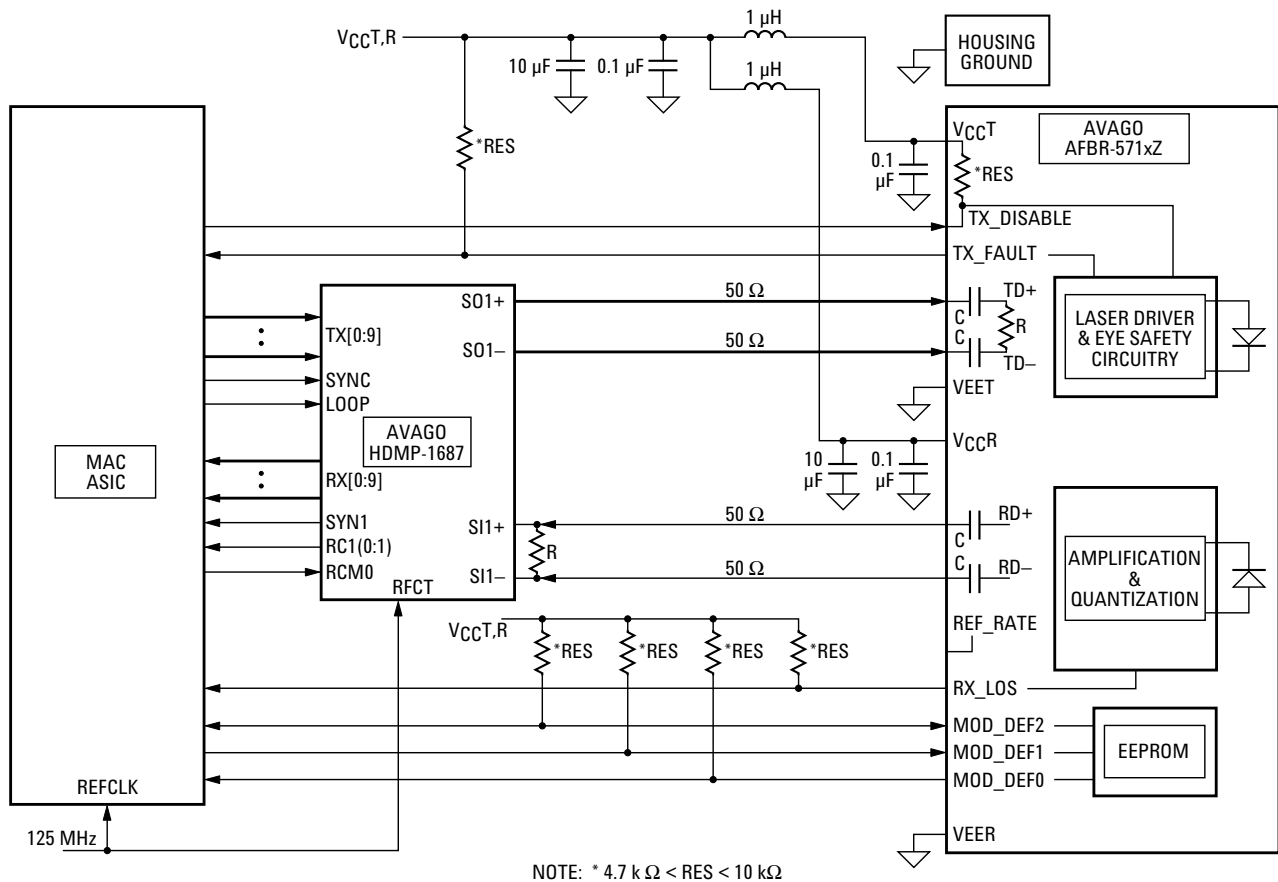 VCCT,R
1 µH
1 µH
10 µF
0.1 µF
HOUSING
GROUND
*RES
VCCT
AVAGO
AFBR-571xZ
0.1
µF
*RES
TX_DISABLE
TX_FAULT
SO1+
50 Ω
TD+
C
R
LASER DRIVER
& EYE SAFETY
CIRCUITRY
TX[0:9]
:
SO1–
50 Ω
C
TD–
SYNC
LOOP
VEET
MAC
ASIC
AVAGO
HDMP-1687
VCCR
10
µF
0.1
µF
RX[0:9]
:
SYN1
RC1(0:1)
RCM0
SI1+
50 Ω
RD+
C
R
SI1–
50 Ω
C
RD–
AMPLIFICATION
&
QUANTIZATION
RFCT
VCCT,R
REF_RATE
*RES
*RES
*RES
*RES
RX_LOS
MOD_DEF2
MOD_DEF1
MOD_DEF0
EEPROM
REFCLK
125 MHz
VEER
NOTE: * 4.7 k Ω < RES < 10 kΩ